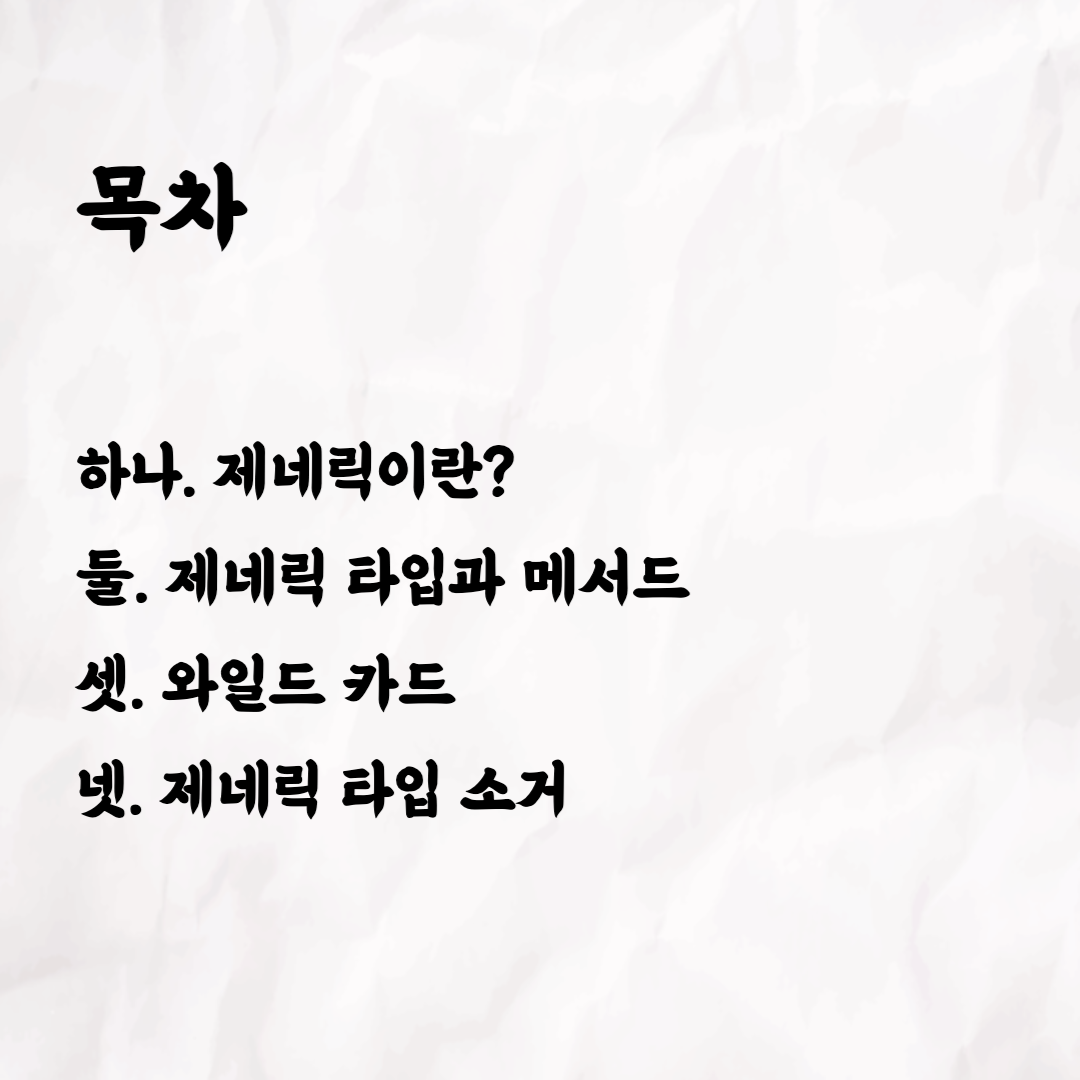 목차
하나. 제네릭이란?
둘. 제네릭 타입과 메서드
셋. 와일드 카드
넷. 제네릭 타입 소거